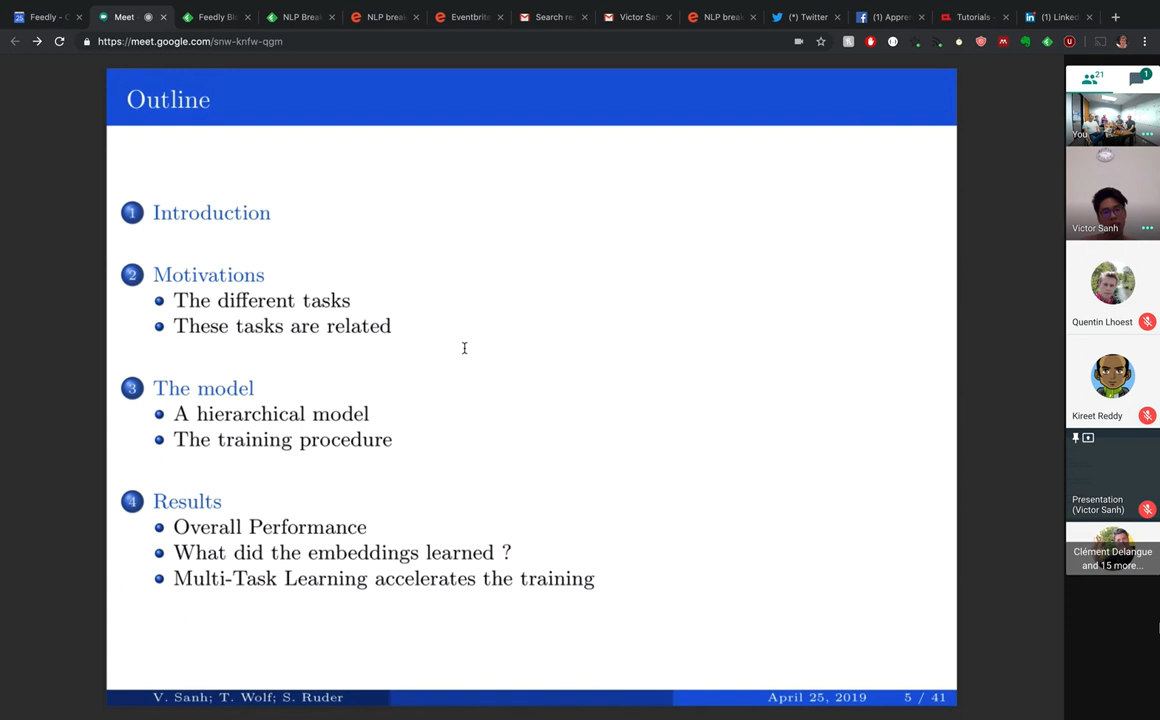 Feedly - C
Meet
Feedly Bl
NLP Brea
NLP break
Eventbrite
Search re
Victor San
NLP break
(*) Twitter
(1) Appre
Tutorials
(1) Linked
https://meet.google.com/snw-knfw-qgm
Outline
1 Introduction
2 Motivations
The different tasks
These tasks are related
3 The model
A hierarchical model
The training procedure
4 Results
Overall Performance
What did the embeddings learned ?
Multi-Task Learning accelerates the training
V. Sanh; T. Wolf; S. Ruder
April 25, 2019
5 / 41
21
1
You
Victor Sanh
Quentin Lhoest
Kireet Reddy
Presentation
(Victor Sanh)
Clément Delangue
and 15 more...